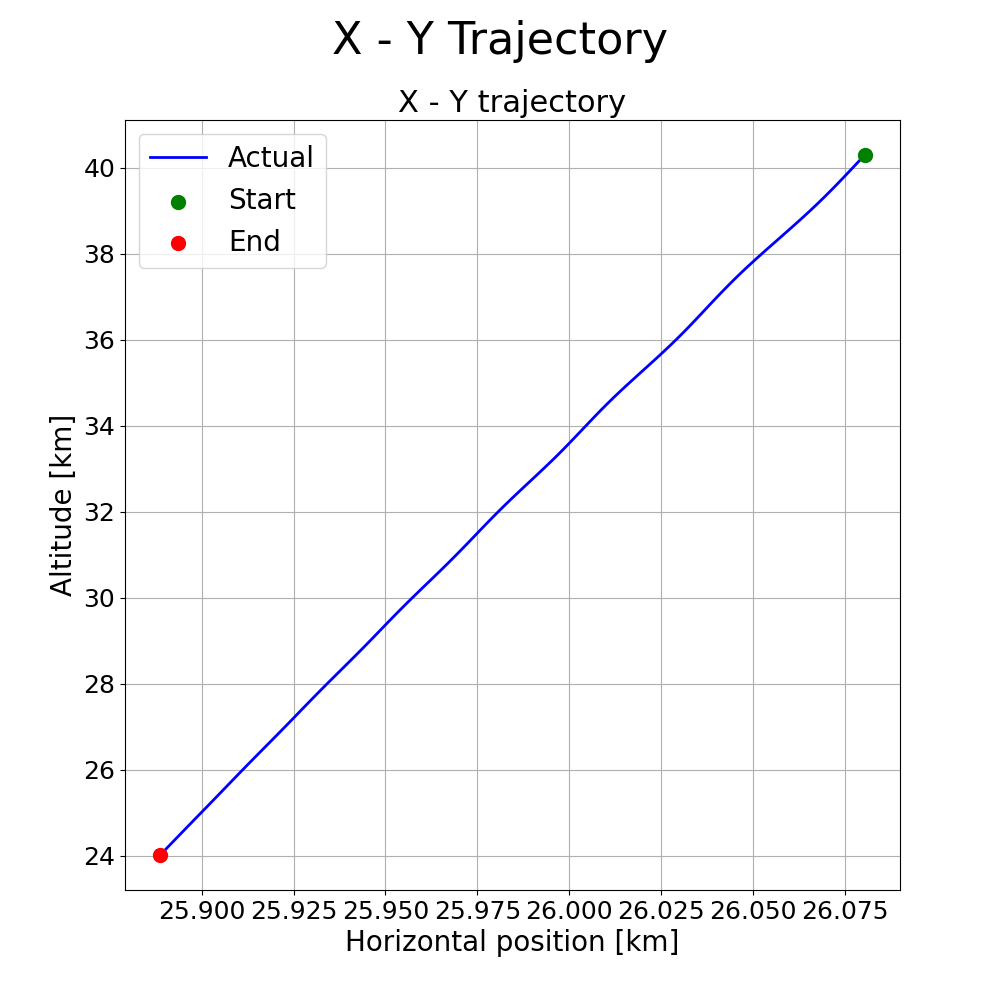 X - Y Trajectory
X - Y trajectory
Actual
Start
End
40
38
36
34
32
30
28
26
24
Altitude [km]
25.900 25.925 25.950 25.975 26.000 26.025 26.050 26.075
Horizontal position [km]